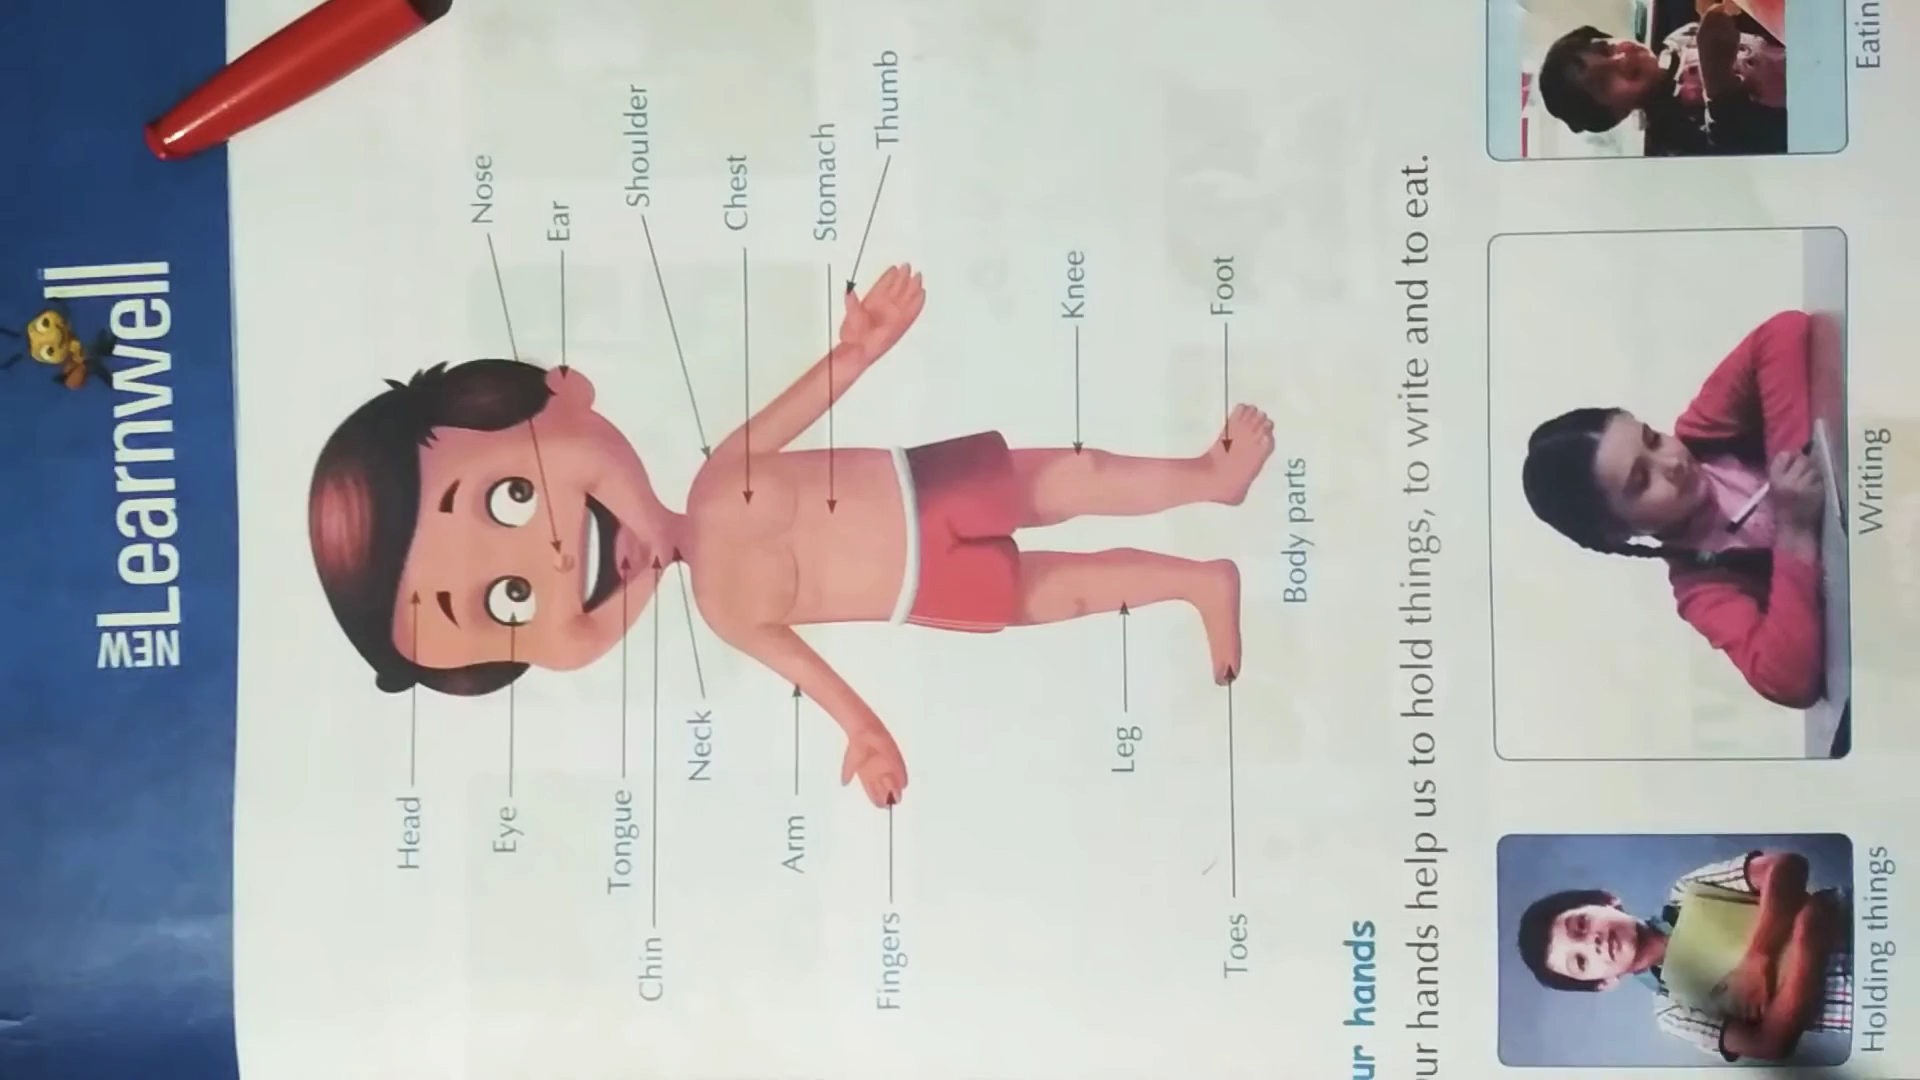 NEW Learnwell
Head
Eye
Tongue
Chin
Neck
Arm
Fingers
Leg
Toes
Nose
Ear
Shoulder
Chest
Stomach
Thumb
Knee
Foot
Body parts
ur hands
ur hands help us to hold things, to write and to eat.
Holding things
Writing
Eatin